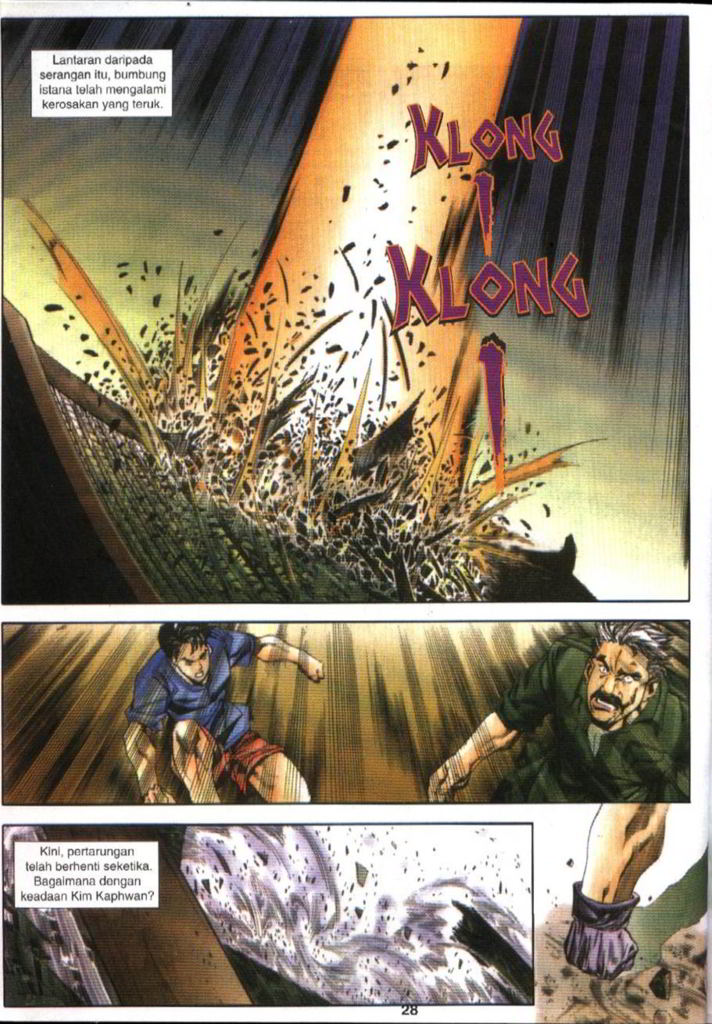 Lantaran daripada
serangan itu, bumbung
istana telah mengalami
kerosakan yang teruk.
KLONG
!
KLONG
!
Kini, pertarungan
telah berhenti seketika.
Bagaimana dengan
keadaan Kim Kaphwan?
28